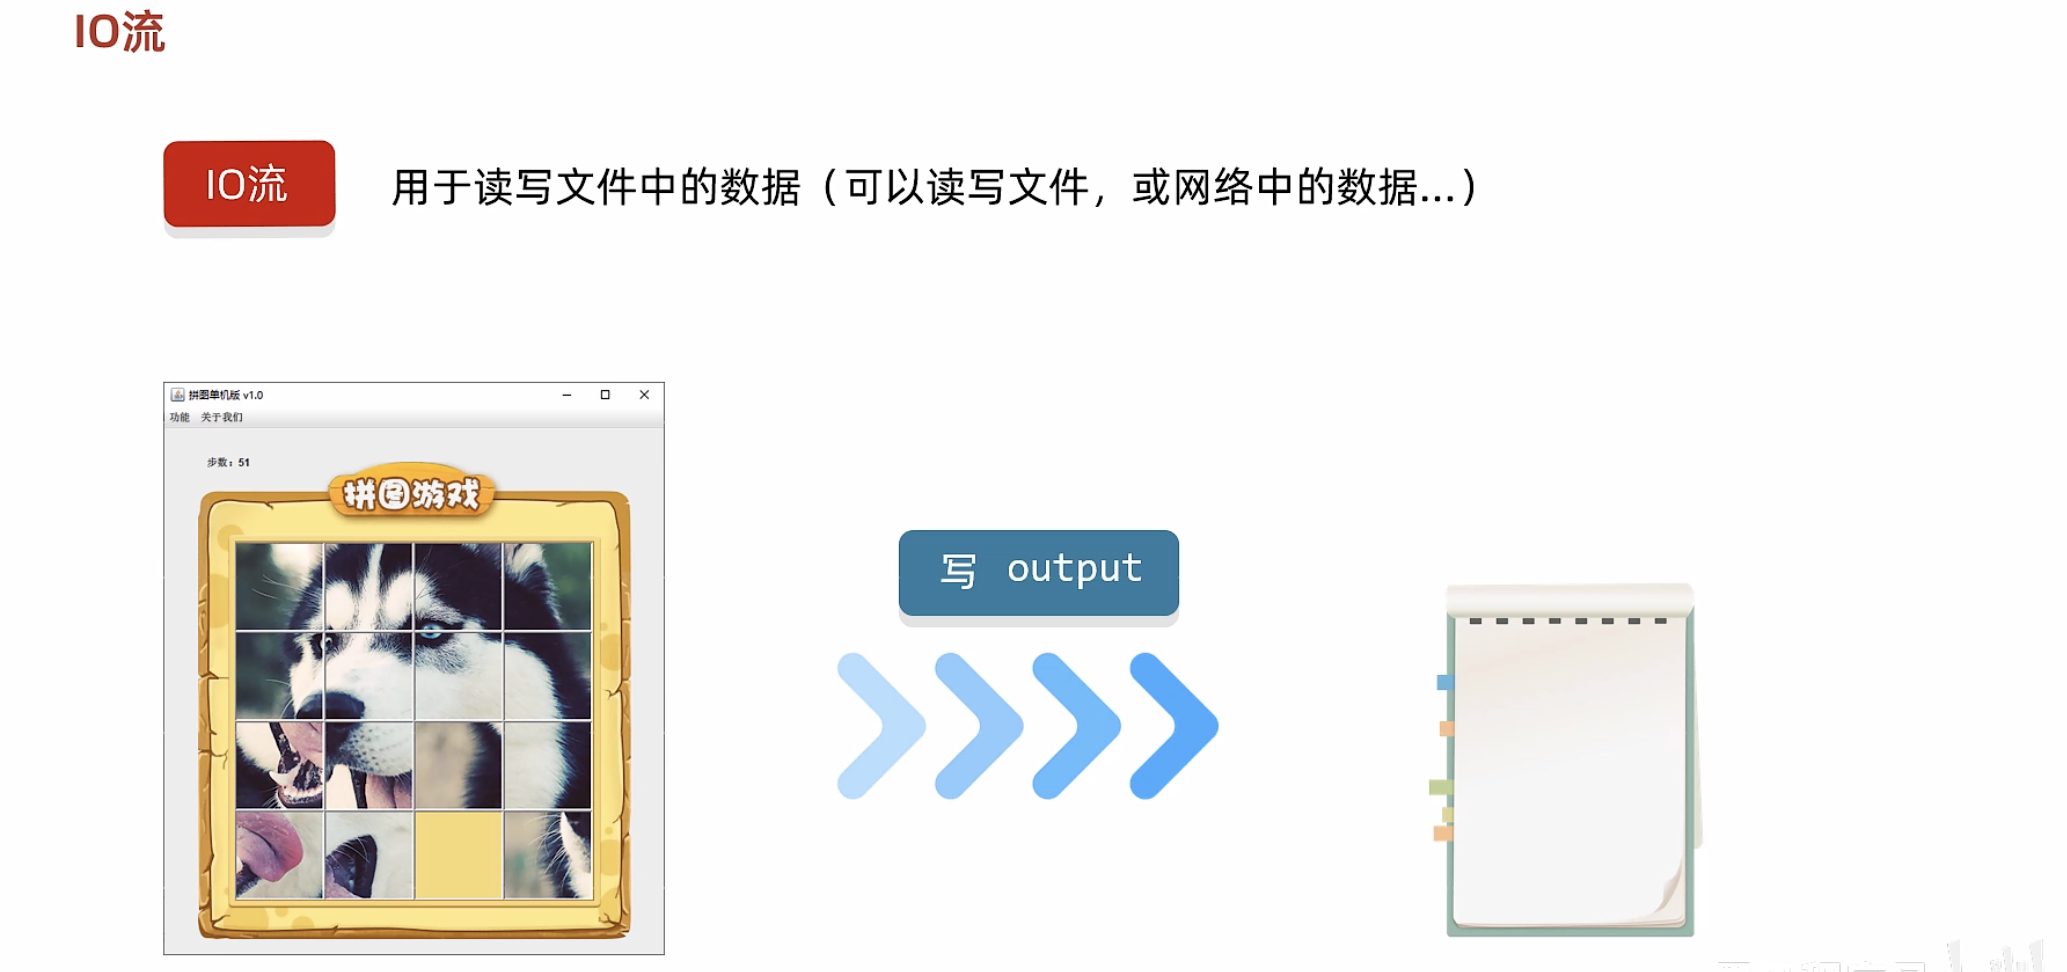 IO流
IO流
用于读写文件中的数据（可以读写文件，或网络中的数据...）
拼图单机版 v1.0
功能 关于我们
步数：51
拼图游戏
写 output